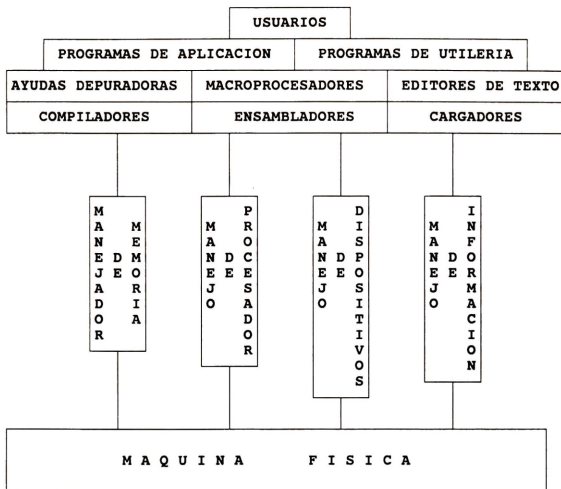 USUARIOS
PROGRAMAS DE APLICACION
PROGRAMAS DE UTILERIA
AYUDAS DEPURADORAS
MACROPROCESADORES
EDITORES DE TEXTO
COMPILADORES
ENSAMBLADORES
CARGADORES
MANEJADOR
DE
MEMORIA
MANEJO
DE
PROCESADOR
MANEJO
DE
DISPOSITIVOS
MANEJO
DE
INFORMACION
MAQUINA FISICA